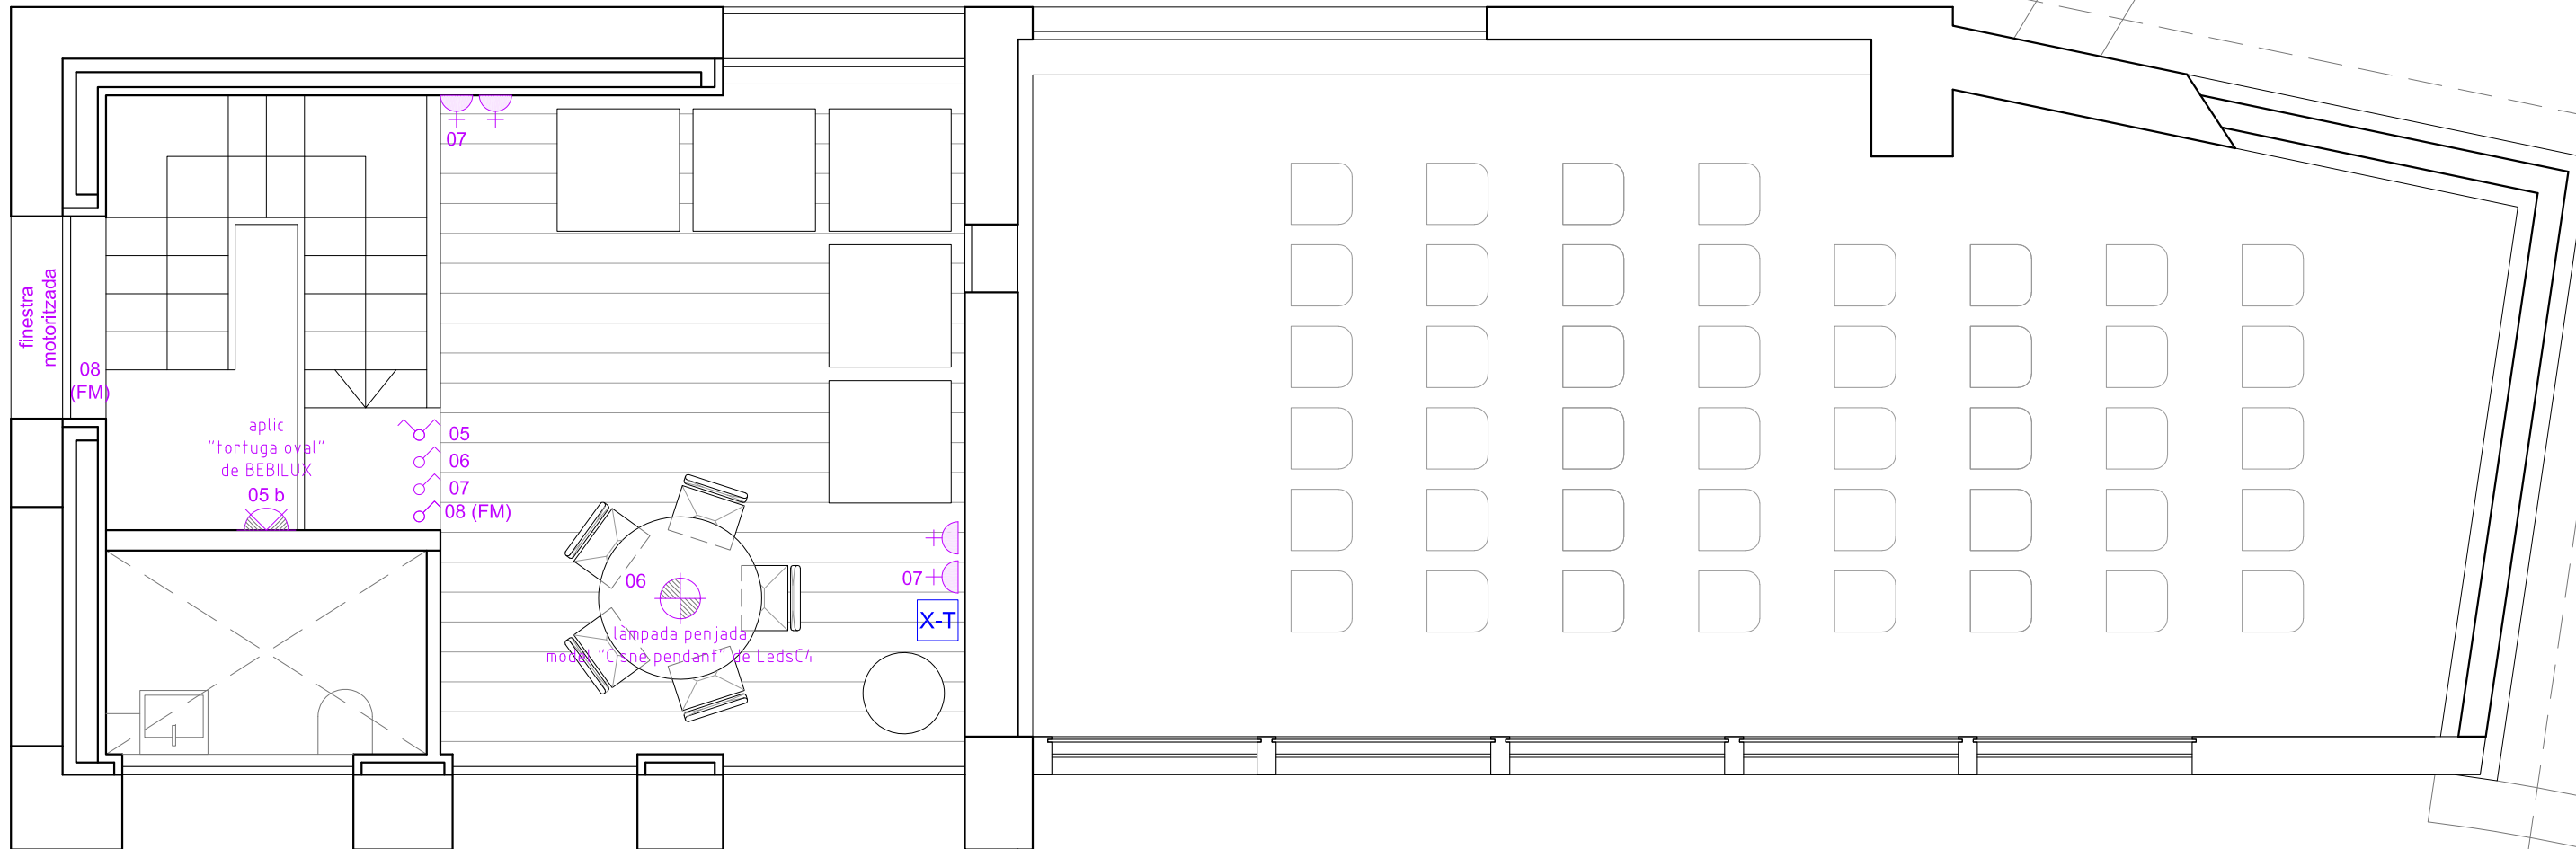 07
finestra
motoritzada
08
(FM)
aplic
"tortuga oval"
de BEBILUX
05 b
05
06
07
08 (FM)
06
07
X-T
làmpada penjada
model "Cisne pendant" de LedsC4